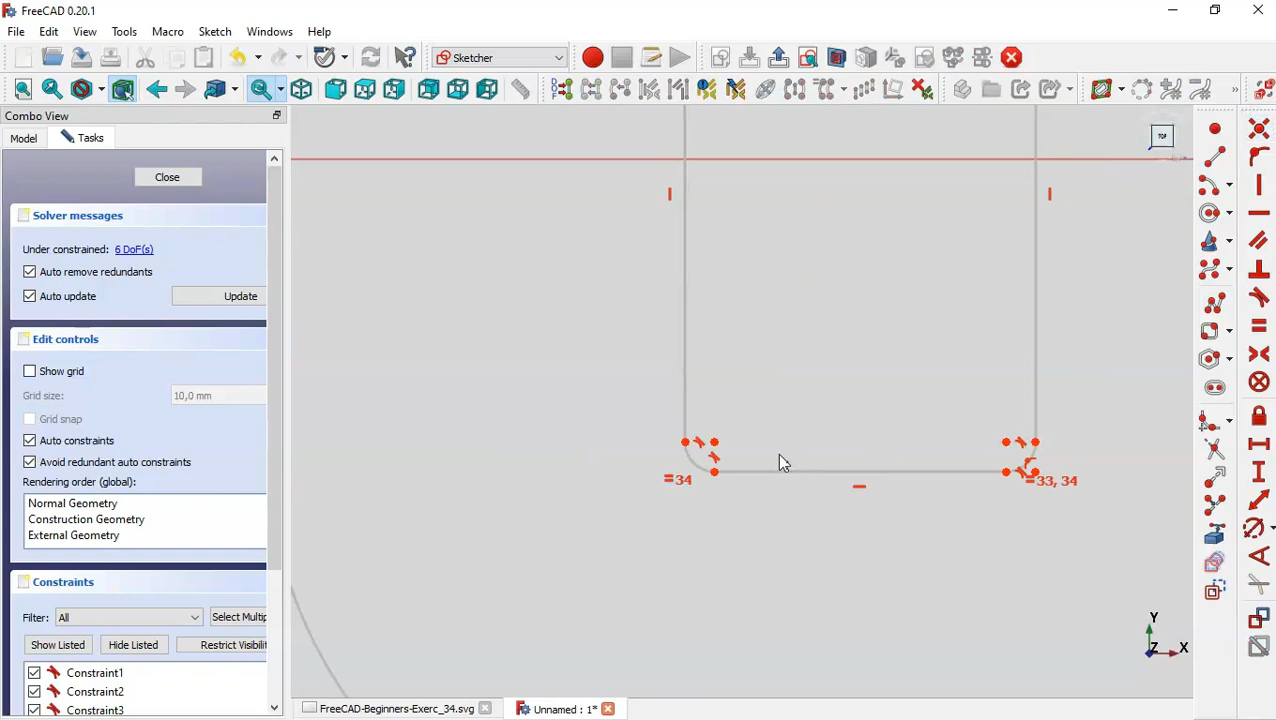 FreeCAD 0.20.1
File Edit View Tools Macro Sketch Windows Help
Sketcher
Combo View
Model Tasks
Close
Solver messages
Under constrained: 6 DoF(s)
Auto remove redundants
Auto update Update
Edit controls
Show grid
Grid size: 10,0 mm
Grid snap
Auto constraints
Avoid redundant auto constraints
Rendering order (global):
Normal Geometry
Construction Geometry
External Geometry
Constraints
Filter: All Select Multip
Show Listed Hide Listed Restrict Visibilit
Constraint1
Constraint2
Constraint3
TOP
=34
=33, 34
Y
Z X
FreeCAD-Beginners-Exerc_34.svg
Unnamed : 1*